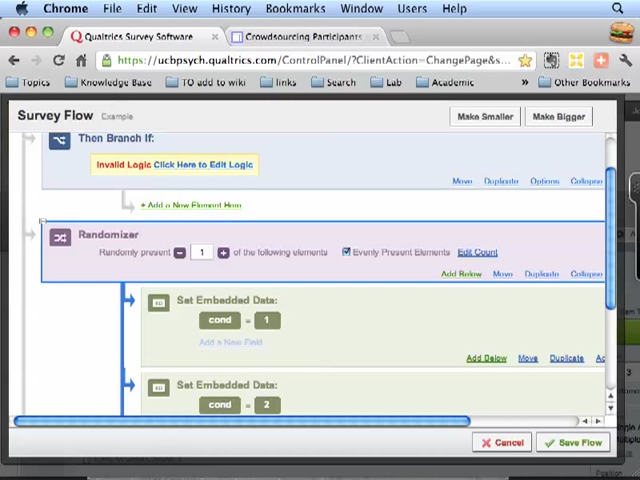 Chrome File Edit View History Bookmarks Window Users Help
Qualtrics Survey Software
Crowdsourcing Participants
https://ucbpsych.qualtrics.com/ControlPanel/?ClientAction=ChangePage&s...
Topics Knowledge Base TO add to wiki links Search Lab Academic » Other Bookmarks
Survey Flow Example Make Smaller Make Bigger
Then Branch If:
Invalid Logic Click Here to Edit Logic
Move Duplicate Options Collapse
+ Add a New Element Here
Randomizer
Randomly present 1 of the following elements Evenly Present Elements Edit Count
Add Below Move Duplicate Collapse
Set Embedded Data:
cond = 1
Add a New Field
Add Below Move Duplicate
Set Embedded Data:
cond = 2
Cancel Save Flow
Position